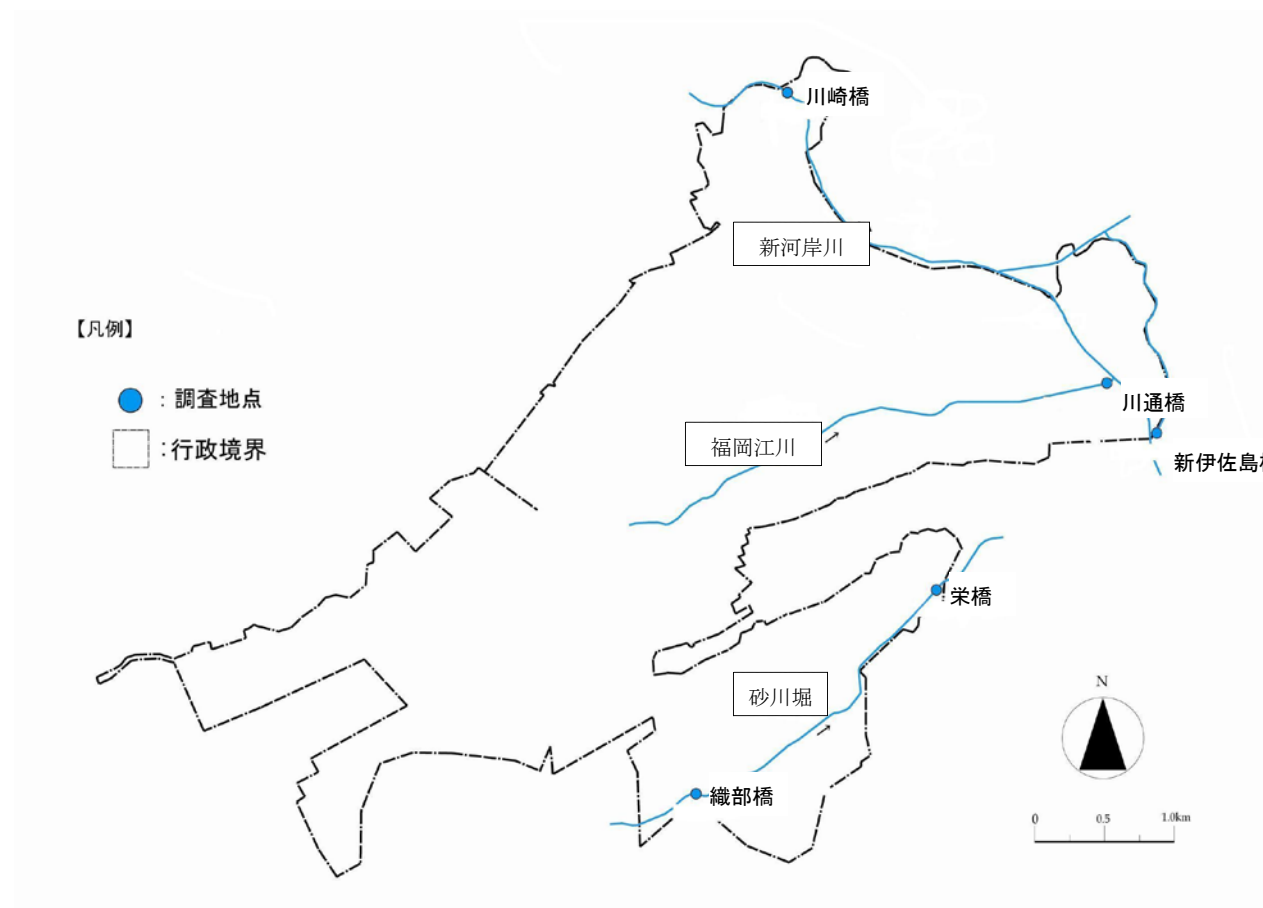 川崎橋
新河岸川
【凡例】
：調査地点
：行政境界
川通橋
福岡江川
新伊佐島
栄橋
砂川堀
織部橋
N
0 0.5 1.0km